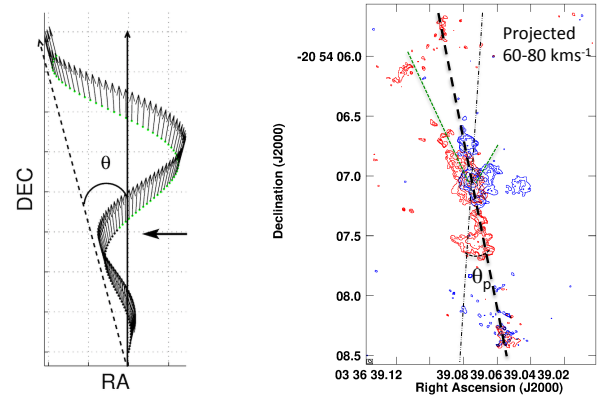 DEC
θ
RA
Projected
60-80 kms-1
-20 54 06.0
06.5
07.0
07.5
08.0
08.5
Declination (J2000)
θp
03 36 39.12 39.08 39.06 39.04 39.02
Right Ascension (J2000)